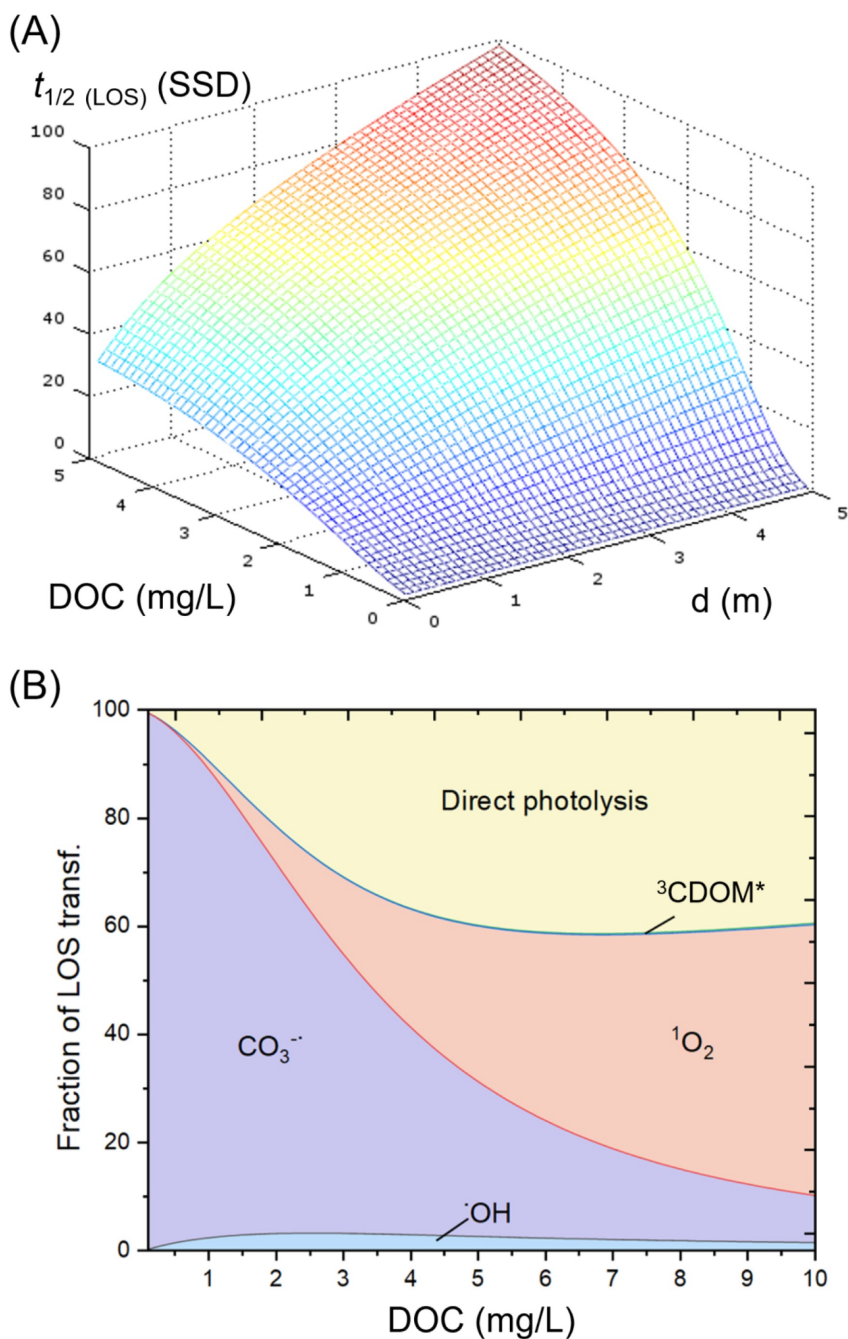 (A)
t1/2 (LOS) (SSD)
100
80
60
40
20
0
5
4
3
2
1
0
DOC (mg/L)
0
1
2
3
4
5
d (m)
(B)
Fraction of LOS transf.
100
80
60
40
20
0
Direct photolysis
³CDOM*
CO₃⁻·
¹O₂
·OH
1 2 3 4 5 6 7 8 9 10
DOC (mg/L)